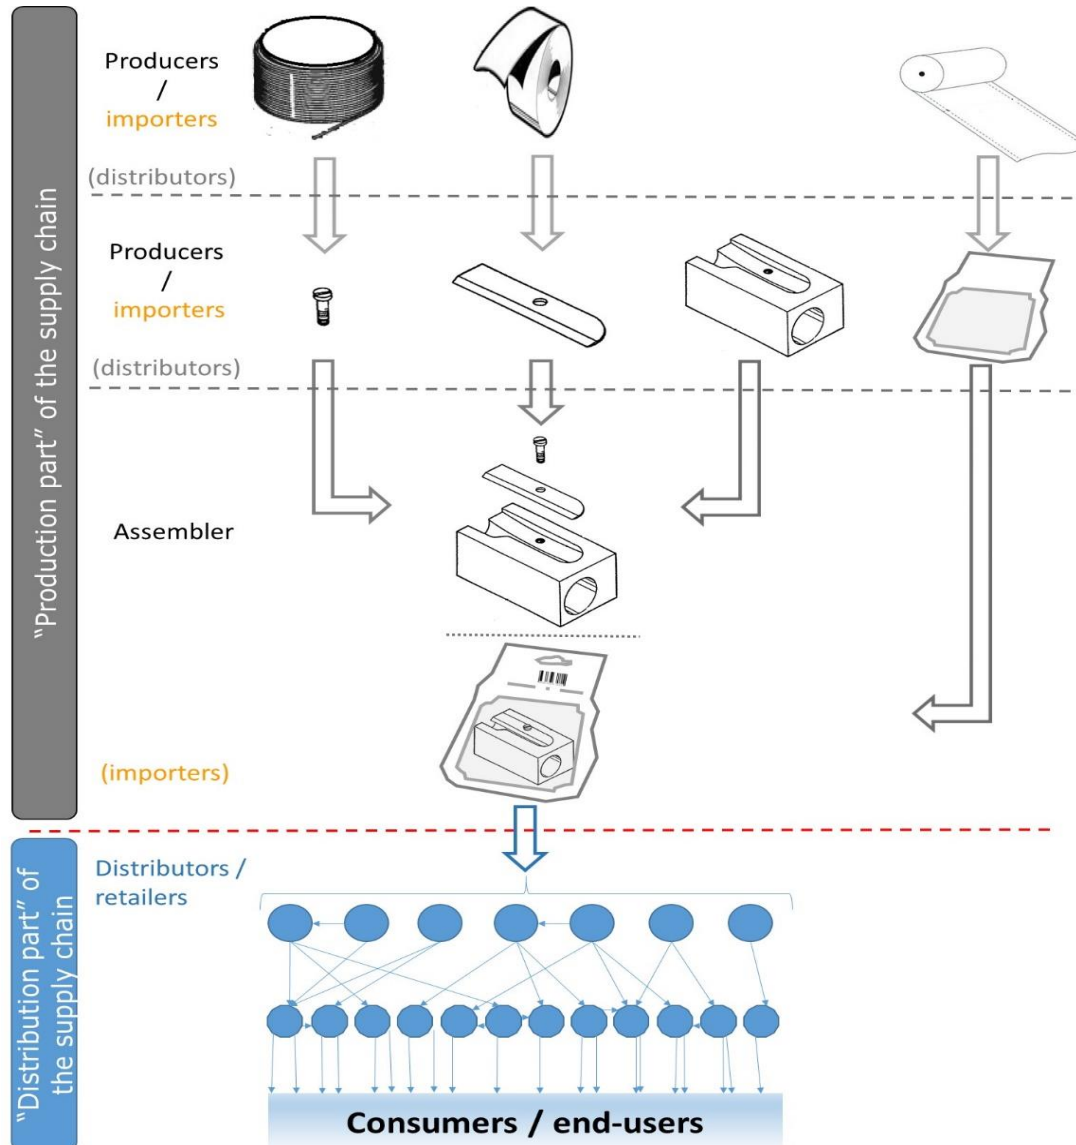 Producers
/
importers
(distributors)
Producers
/
importers
(distributors)
Assembler
(importers)
"Production part" of the supply chain
Distributors /
retailers
"Distribution part" of
the supply chain
Consumers / end-users